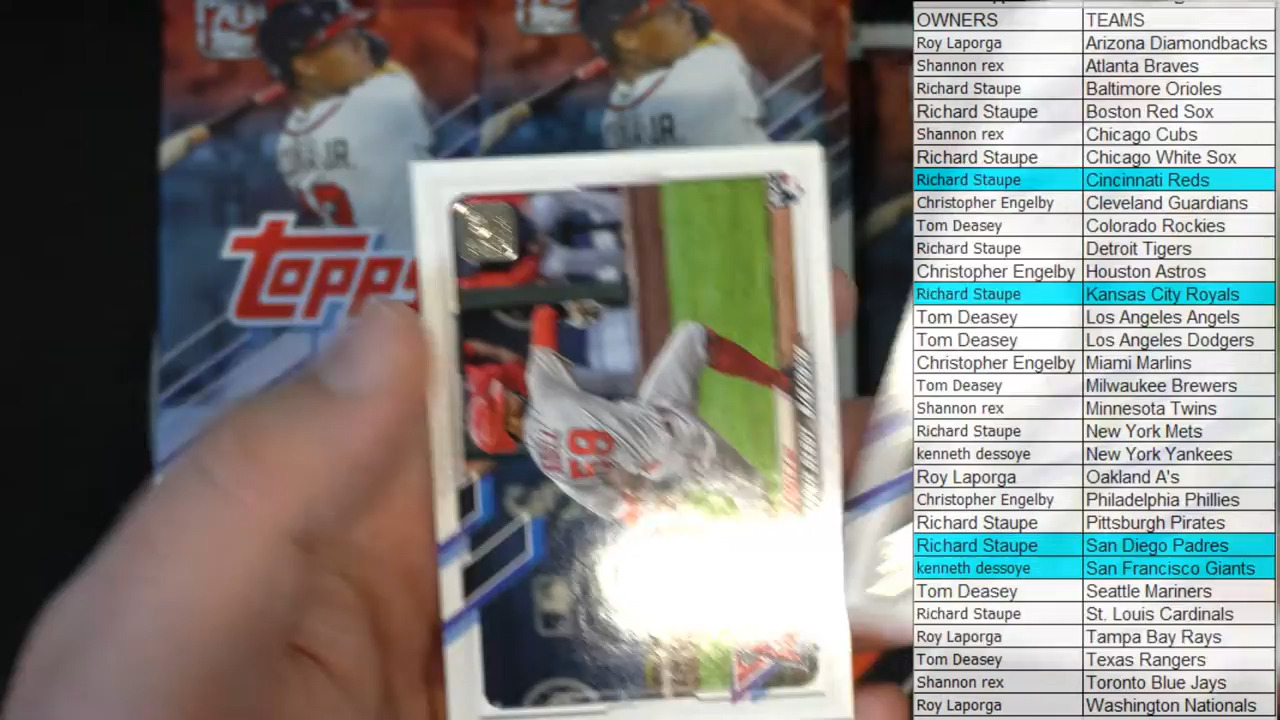 OWNERS TEAMS
Roy Laporga Arizona Diamondbacks
Shannon rex Atlanta Braves
Richard Staupe Baltimore Orioles
Richard Staupe Boston Red Sox
Shannon rex Chicago Cubs
Richard Staupe Chicago White Sox
Richard Staupe Cincinnati Reds
Christopher Engelby Cleveland Guardians
Tom Deasey Colorado Rockies
Richard Staupe Detroit Tigers
Christopher Engelby Houston Astros
Richard Staupe Kansas City Royals
Tom Deasey Los Angeles Angels
Tom Deasey Los Angeles Dodgers
Christopher Engelby Miami Marlins
Tom Deasey Milwaukee Brewers
Shannon rex Minnesota Twins
Richard Staupe New York Mets
kenneth dessoye New York Yankees
Roy Laporga Oakland A's
Christopher Engelby Philadelphia Phillies
Richard Staupe Pittsburgh Pirates
Richard Staupe San Diego Padres
kenneth dessoye San Francisco Giants
Tom Deasey Seattle Mariners
Richard Staupe St. Louis Cardinals
Roy Laporga Tampa Bay Rays
Tom Deasey Texas Rangers
Shannon rex Toronto Blue Jays
Roy Laporga Washington Nationals
Topps
59